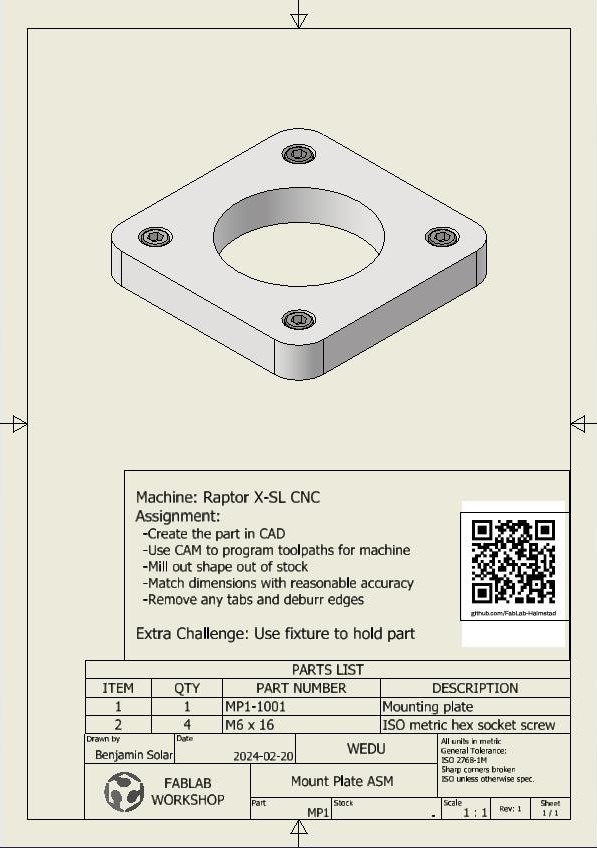 Machine: Raptor X-SL CNC
Assignment:
-Create the part in CAD
-Use CAM to program toolpaths for machine
-Mill out shape out of stock
-Match dimensions with reasonable accuracy
-Remove any tabs and deburr edges
Extra Challenge: Use fixture to hold part
github.com/FabLab-Halmstad
PARTS LIST
ITEM QTY PART NUMBER DESCRIPTION
1 1 MP1-1001 Mounting plate
2 4 M6 x 16 ISO metric hex socket screw
Drawn by
Benjamin Solar
Date
2024-02-20
WEDU
All units in metric
General Tolerance:
ISO 2768-1M
Sharp corners broken
ISO unless otherwise spec.
FABLAB
WORKSHOP
Mount Plate ASM
Part
MP1
Stock
-
Scale
1 : 1
Rev: 1
Sheet
1 / 1